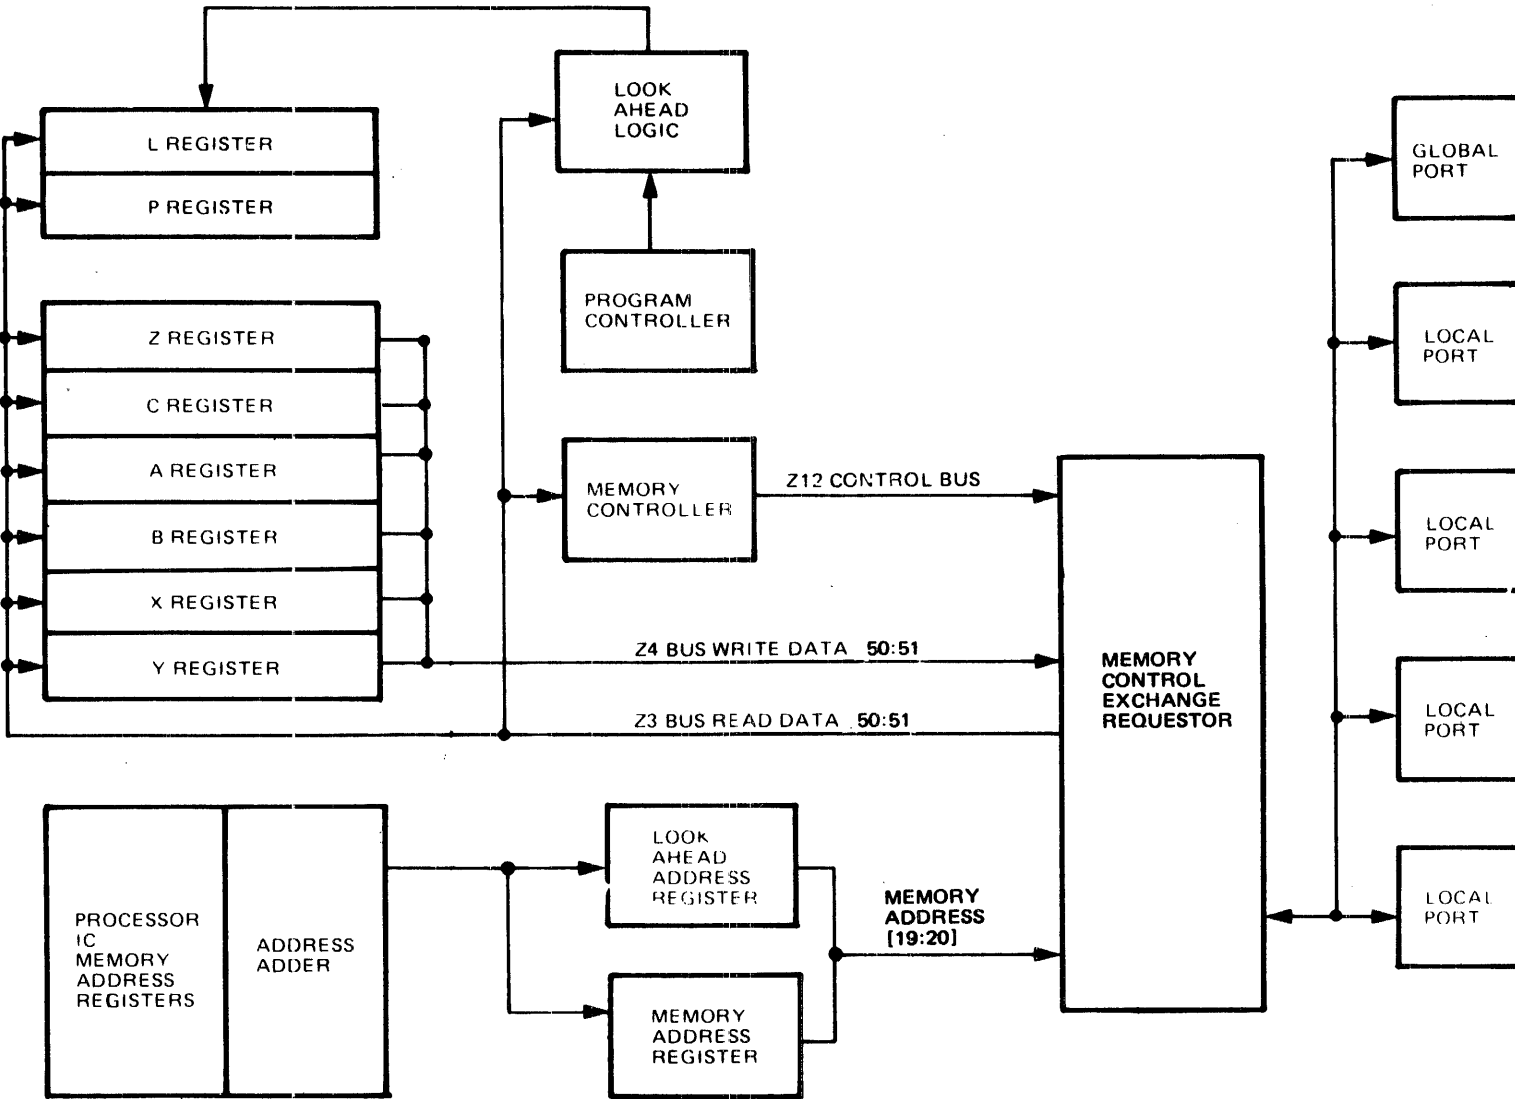 LOOK
AHEAD
LOGIC
L REGISTER
P REGISTER
GLOBAL
PORT
PROGRAM
CONTROLLER
Z REGISTER
C REGISTER
A REGISTER
B REGISTER
X REGISTER
Y REGISTER
LOCAL
PORT
MEMORY
CONTROLLER
Z12 CONTROL BUS
LOCAL
PORT
Z4 BUS WRITE DATA 50:51
Z3 BUS READ DATA 50:51
MEMORY
CONTROL
EXCHANGE
REQUESTOR
LOCAL
PORT
PROCESSOR
IC
MEMORY
ADDRESS
REGISTERS
ADDRESS
ADDER
LOOK
AHEAD
ADDRESS
REGISTER
MEMORY
ADDRESS
REGISTER
MEMORY
ADDRESS
[19:20]
LOCAL
PORT